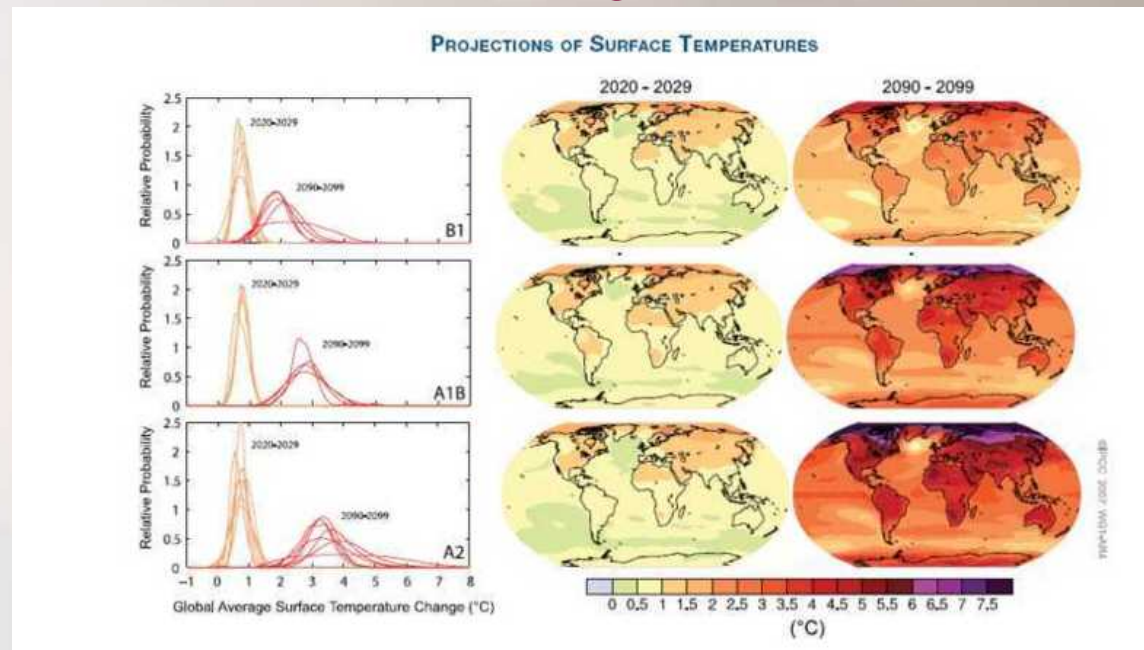 PROJECTIONS OF SURFACE TEMPERATURES
2020 - 2029
2090 - 2099
2.5
2
1.5
1
0.5
0
Relative Probability
2020-2029
2090-2099
B1
2.5
2
1.5
1
0.5
0
Relative Probability
2020-2029
2090-2099
A1B
2.5
2
1.5
1
0.5
0
Relative Probability
2020-2029
2090-2099
A2
-1 0 1 2 3 4 5 6 7 8
Global Average Surface Temperature Change (°C)
0 0.5 1 1.5 2 2.5 3 3.5 4 4.5 5 5.5 6 6.5 7 7.5
(°C)
©IPCC 2007: WG1-AR4